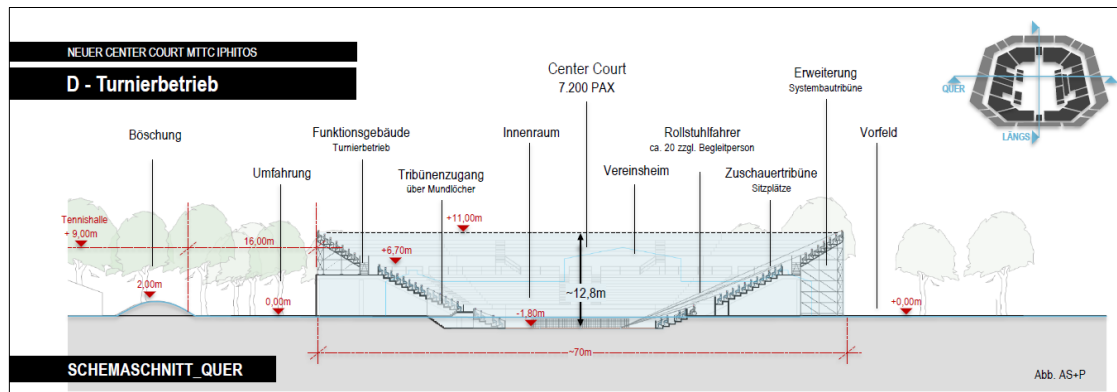 NEUER CENTER COURT MTTC IPHITOS
D - Turnierbetrieb
Center Court
7.200 PAX
Erweiterung
Systembautribüne
QUER
LÄNGS
Böschung
Funktionsgebäude
Turnierbetrieb
Innenraum
Rollstuhlfahrer
ca. 20 zzgl. Begleitperson
Vorfeld
Umfahrung
Tribünenzugang
über Mundlöcher
Vereinsheim
Zuschauertribüne
Sitzplätze
Tennishalle
+ 9,00m
16,00m
+11,00m
+6,70m
2,00m
0,00m
~12,8m
-1,80m
+0,00m
~70m
SCHEMASCHNITT_QUER
Abb. AS+P